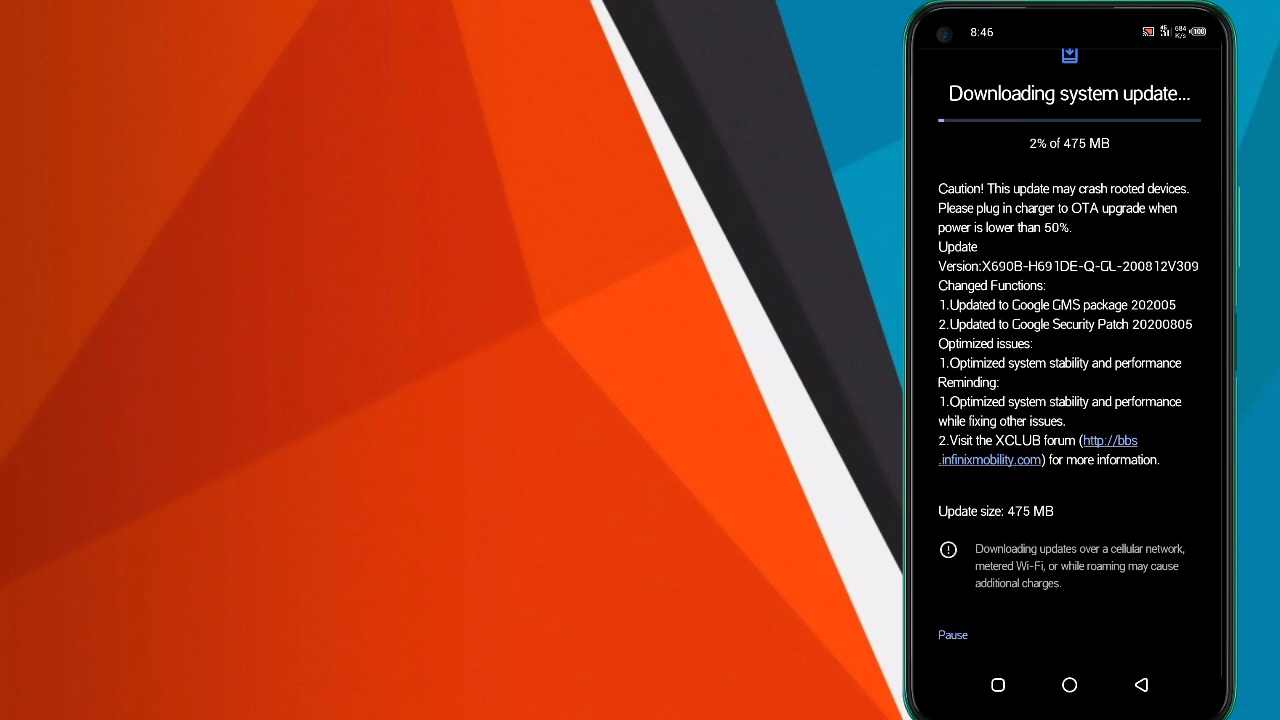 8:46
4G
684
K/s
100
Downloading system update...
2% of 475 MB
Caution! This update may crash rooted devices.
Please plug in charger to OTA upgrade when
power is lower than 50%.
Update
Version:X690B-H691DE-Q-GL-200812V309
Changed Functions:
1.Updated to Google GMS package 202005
2.Updated to Google Security Patch 20200805
Optimized issues:
1.Optimized system stability and performance
Reminding:
1.Optimized system stability and performance
while fixing other issues.
2.Visit the XCLUB forum (http://bbs
.infinixmobility.com) for more information.
Update size: 475 MB
Downloading updates over a cellular network,
metered Wi-Fi, or while roaming may cause
additional charges.
Pause